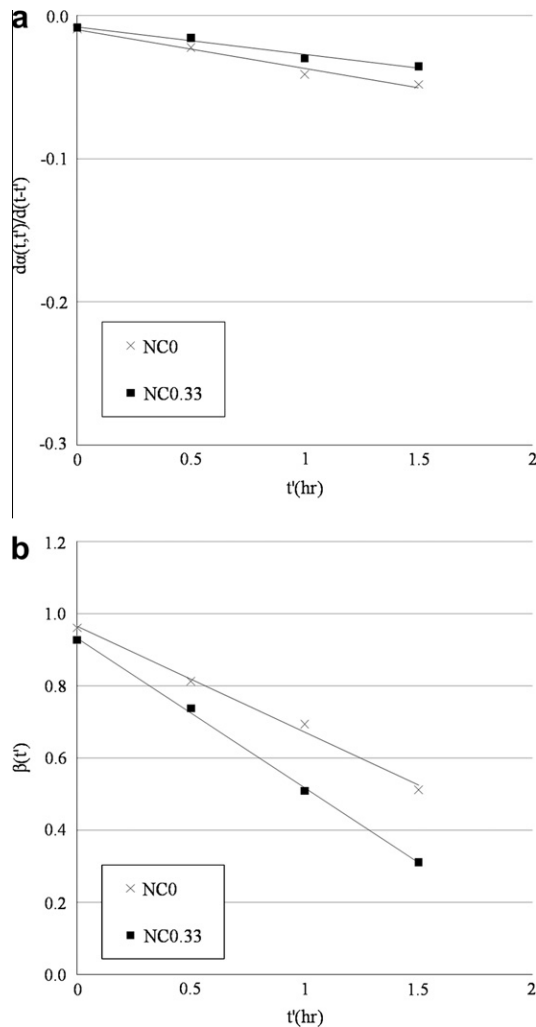 a
0.0
-0.1
-0.2
-0.3
dα(t,t')/d(t-t')
NC0
NC0.33
0 0.5 1 1.5 2
t'(hr)
b
1.2
1.0
0.8
0.6
0.4
0.2
0.0
β(t')
NC0
NC0.33
0 0.5 1 1.5 2
t'(hr)